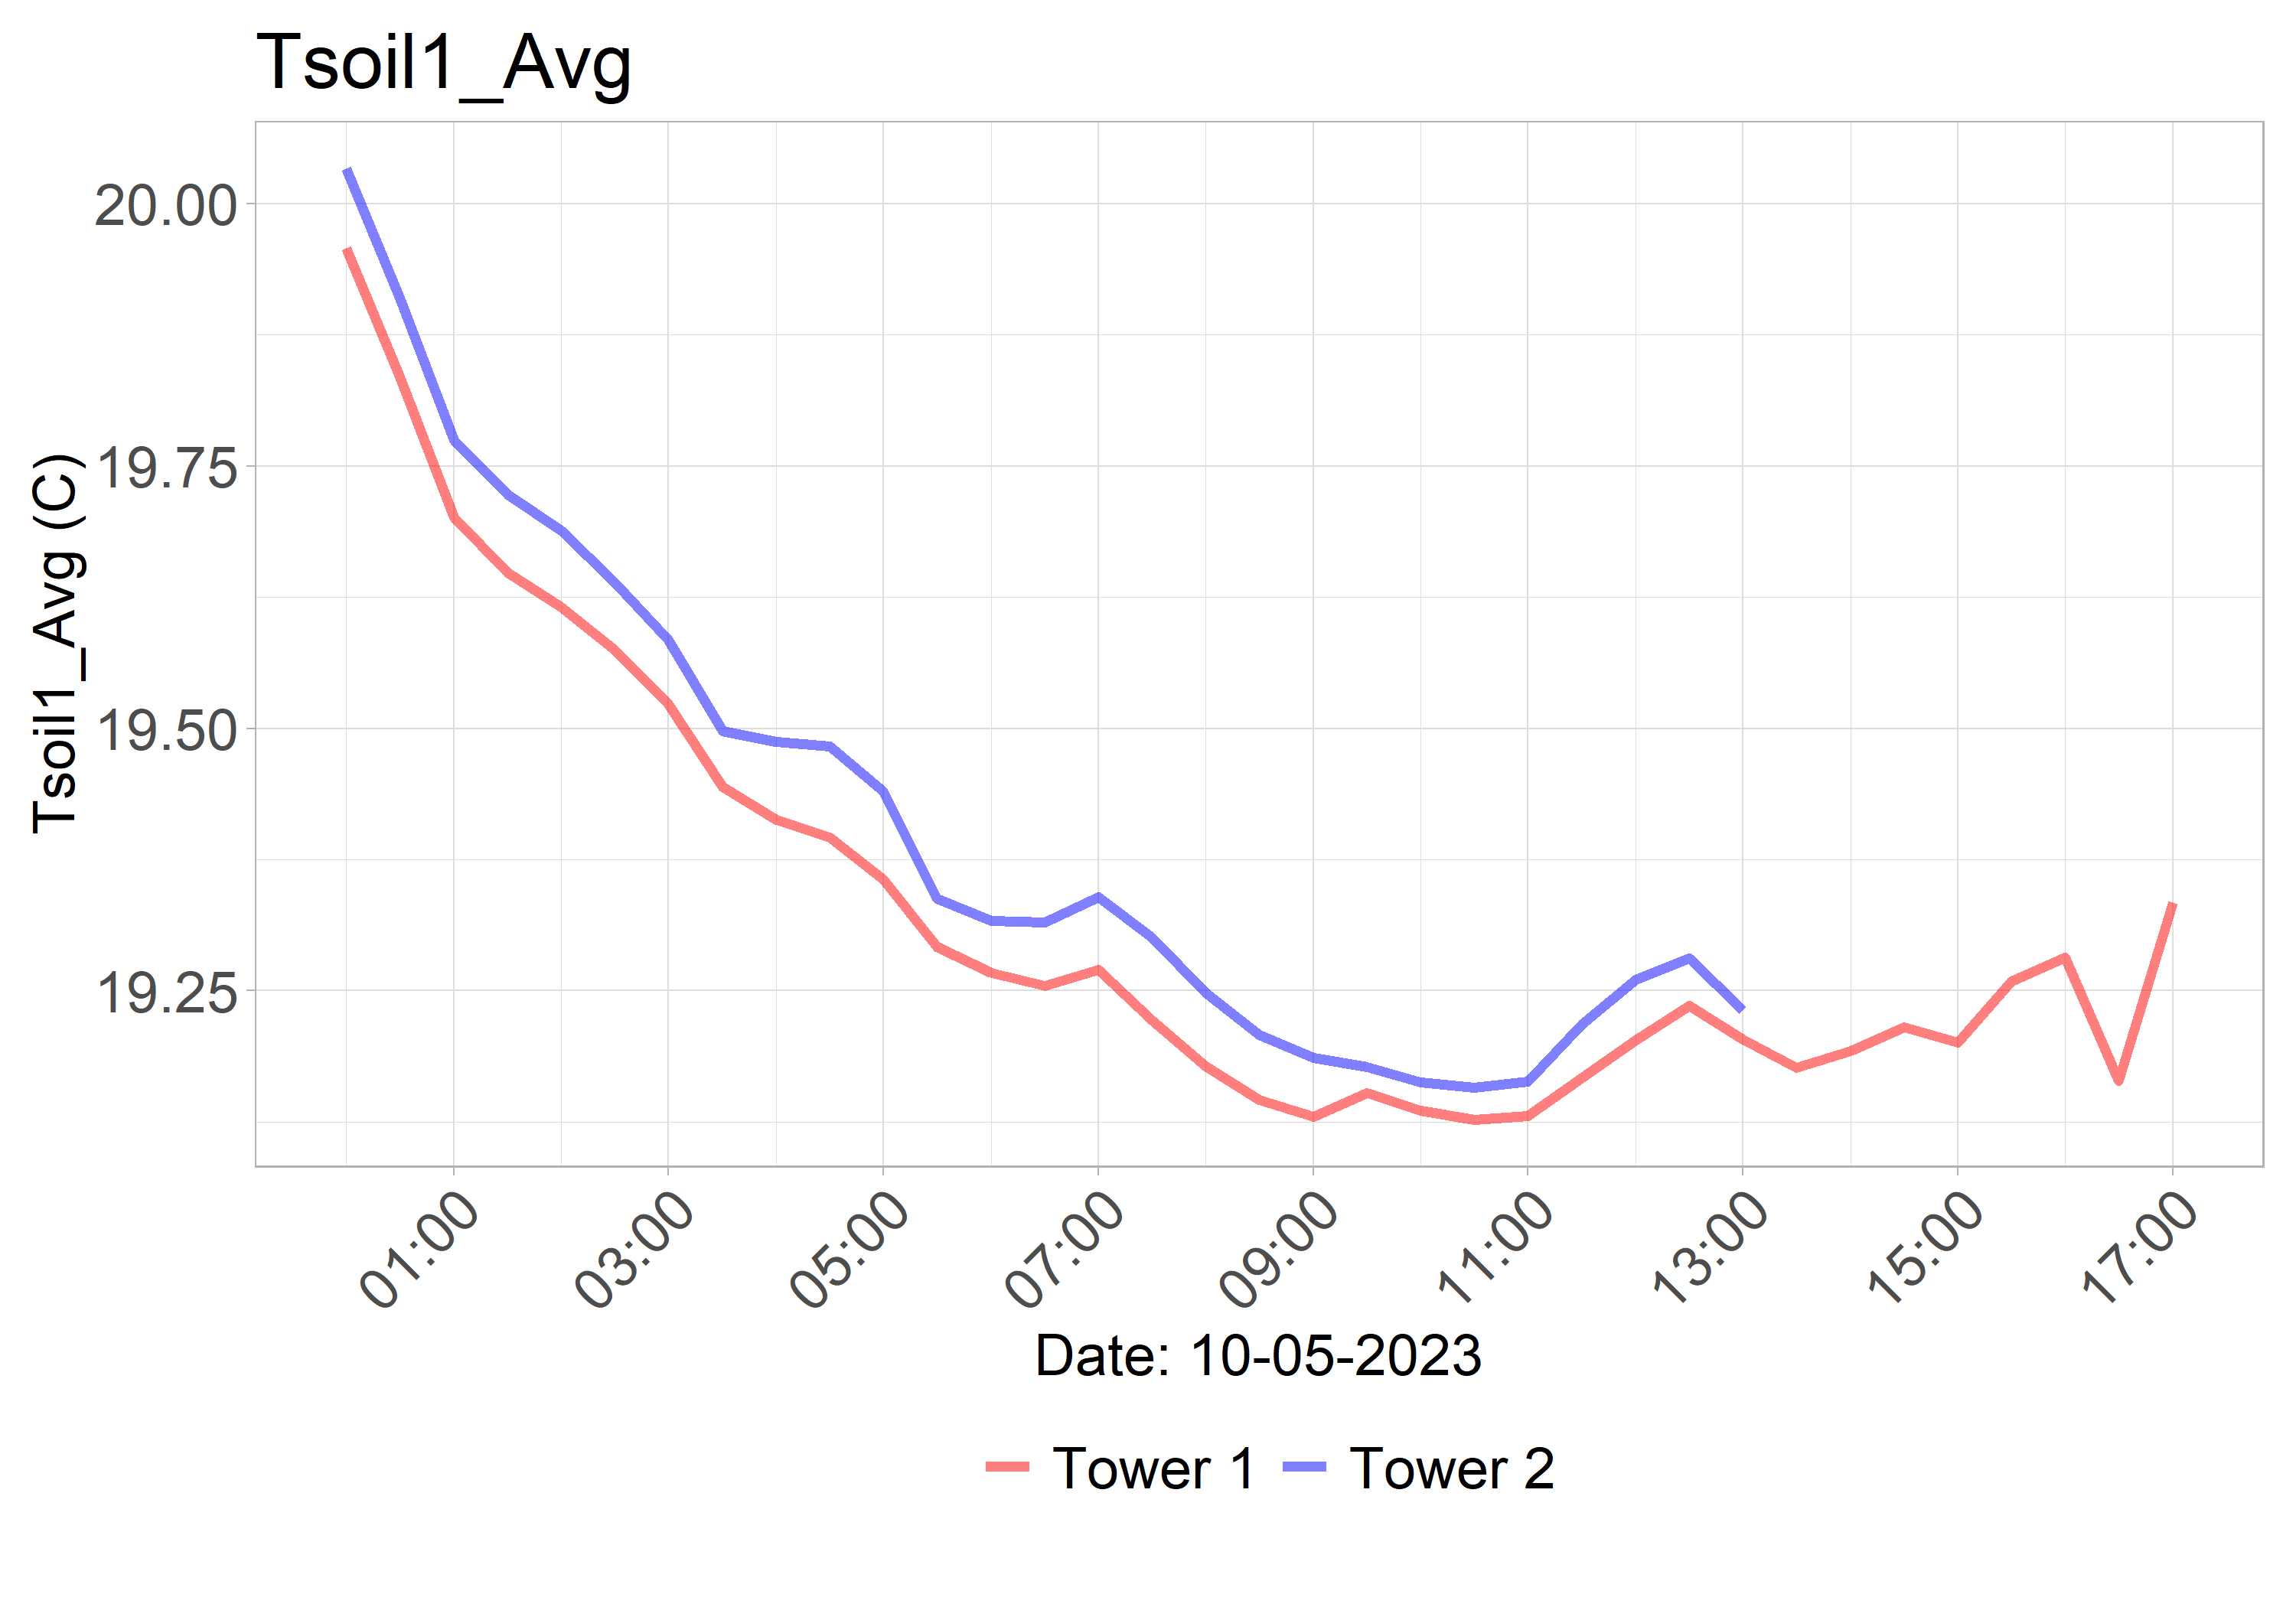 Tsoil1_Avg
Tsoil1_Avg (C)
20.00
19.75
19.50
19.25
01:00 03:00 05:00 07:00 09:00 11:00 13:00 15:00 17:00
Date: 10-05-2023
Tower 1 Tower 2